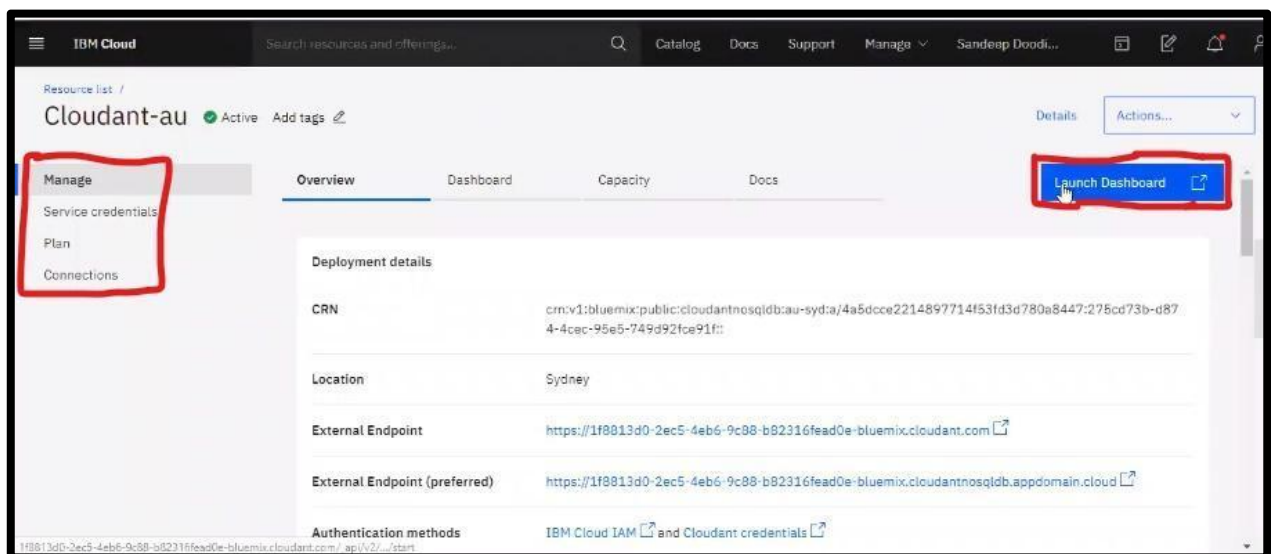 IBM Cloud Search resources and offerings... Catalog Docs Support Manage Sandeep Doodi...
Resource list /
Cloudant-au Active Add tags Details Actions...
Manage Overview Dashboard Capacity Docs Launch Dashboard
Service credentials
Plan
Connections
Deployment details
CRN crn:v1:bluemix:public:cloudantnosqldb:au-syd:a/4a5dcce2214897714f53fd3d780a8447:275cd73b-d87
4-4cec-95e5-749d92fce91f::
Location Sydney
External Endpoint https://1f8813d0-2ec5-4eb6-9c88-b82316fead0e-bluemix.cloudant.com
External Endpoint (preferred) https://1f8813d0-2ec5-4eb6-9c88-b82316fead0e-bluemix.cloudantnosqldb.appdomain.cloud
Authentication methods IBM Cloud IAM and Cloudant credentials
1f8813d0-2ec5-4eb6-9c88-b82316fead0e-bluemix.cloudant.com/_api/v2/.../start